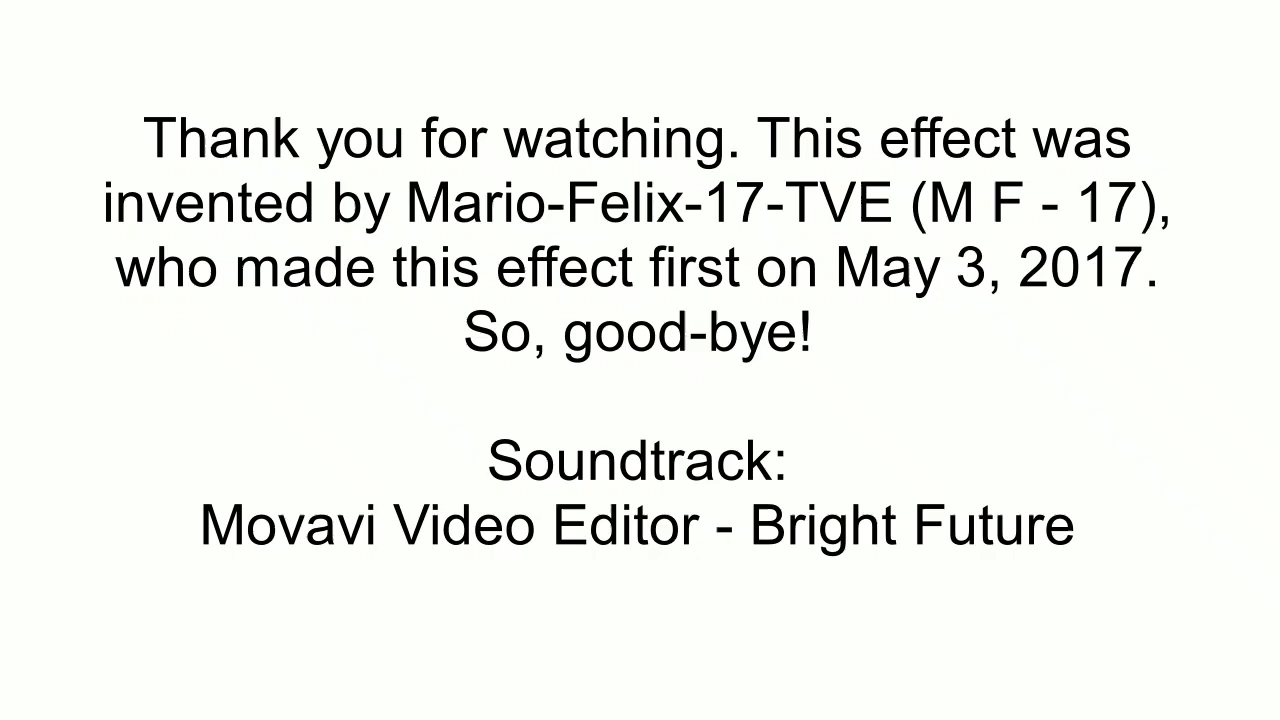 Thank you for watching. This effect was
invented by Mario-Felix-17-TVE (M F - 17),
who made this effect first on May 3, 2017.
So, good-bye!
Soundtrack:
Movavi Video Editor - Bright Future